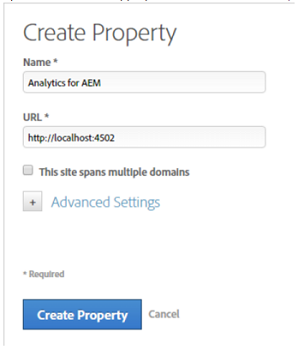 Create Property
Name *
Analytics for AEM
URL *
http://localhost:4502
This site spans multiple domains
+ Advanced Settings
* Required
Create Property Cancel